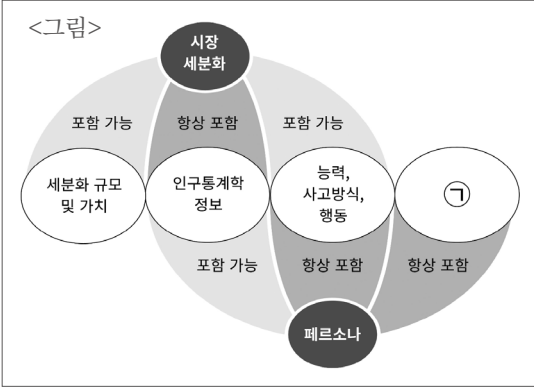 <그림>
시장
세분화
포함 가능
항상 포함
포함 가능
세분화 규모
및 가치
인구통계학
정보
능력,
사고방식,
행동
㉠
포함 가능
항상 포함
항상 포함
페르소나